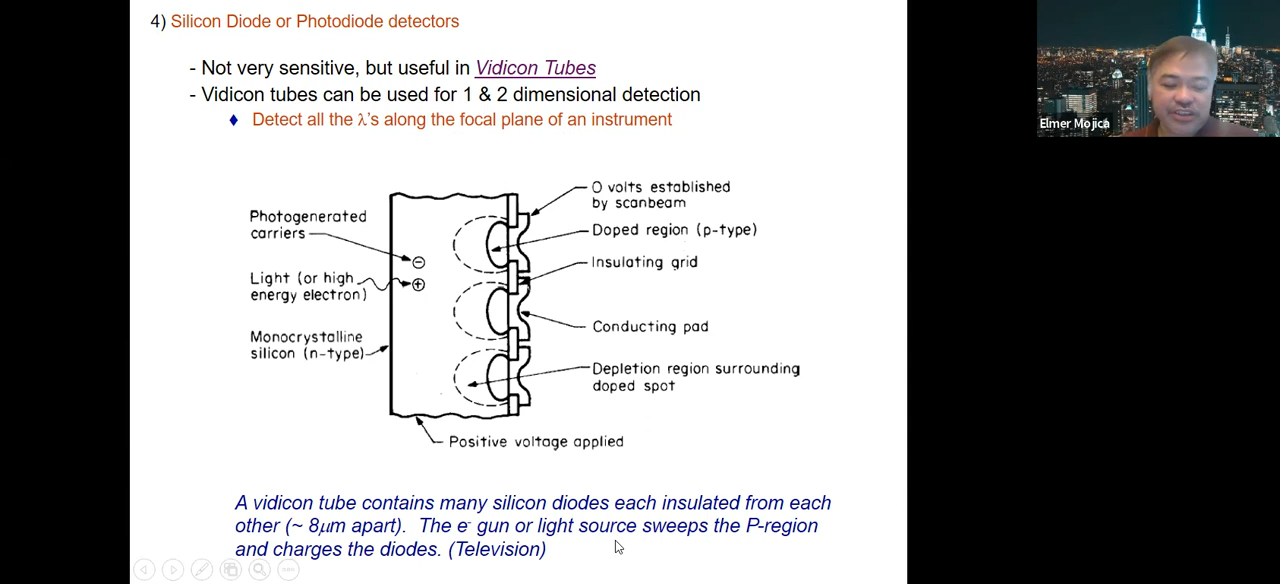 4) Silicon Diode or Photodiode detectors
- Not very sensitive, but useful in Vidicon Tubes
- Vidicon tubes can be used for 1 & 2 dimensional detection
♦ Detect all the λ's along the focal plane of an instrument
Photogenerated
carriers
Light (or high
energy electron)
Monocrystalline
silicon (n-type)
O volts established
by scanbeam
Doped region (p-type)
Insulating grid
Conducting pad
Depletion region surrounding
doped spot
Positive voltage applied
A vidicon tube contains many silicon diodes each insulated from each
other (~ 8μm apart). The e⁻ gun or light source sweeps the P-region
and charges the diodes. (Television)
Elmer Mojica